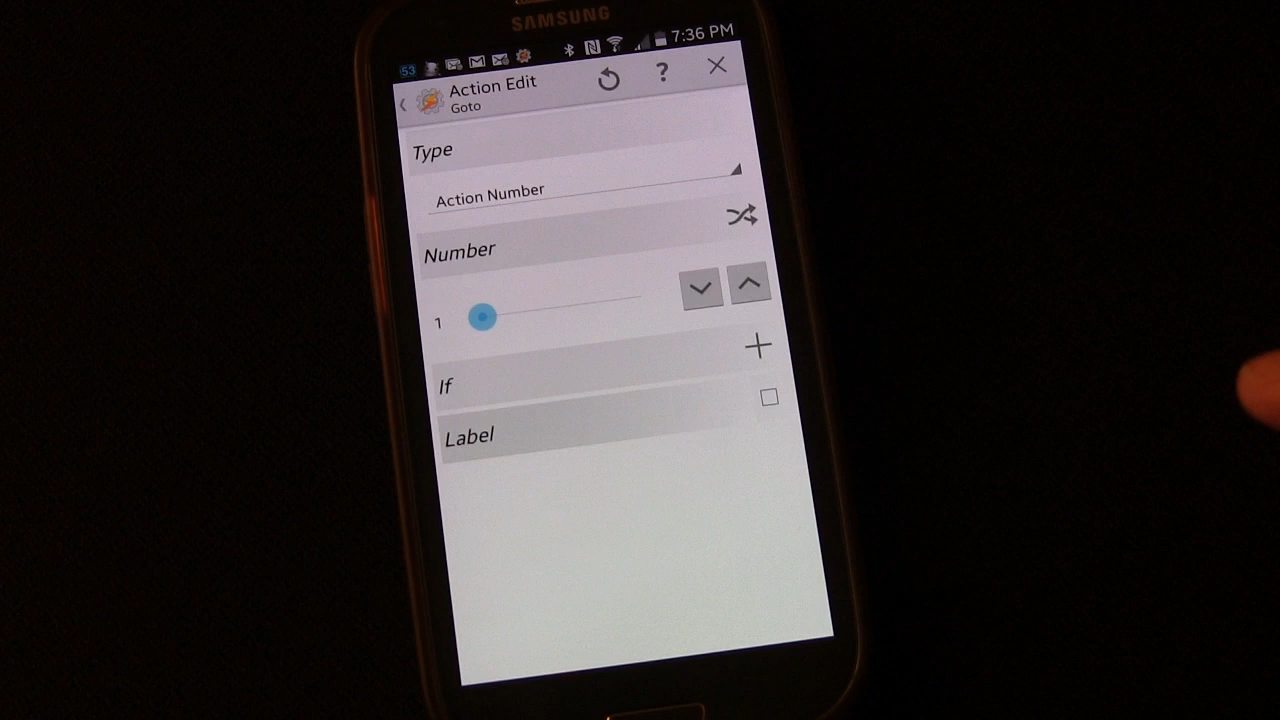 SAMSUNG
53
7:36 PM
Action Edit
?
Goto
Type
Action Number
Number
1
If
Label